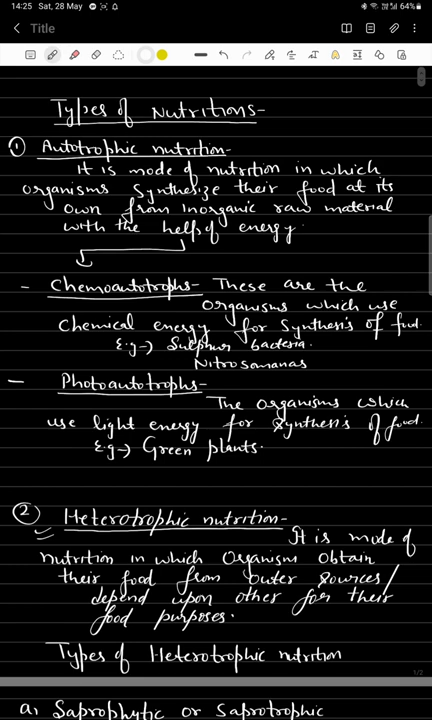 14:25 Sat, 28 May 64%
Title
Types of Nutritions-
① Autotrophic nutrition-
It is mode of nutrition in which
organisms Synthesize their food at its
own from inorganic raw material
with the help of energy.
- Chemoautotrophs- These are the
organisms which use
Chemical energy for Synthesis of food.
E.g→ Sulphur bacteria.
Nitrosomanas
- Photoautotrophs-
The organisms which
use light energy for Synthesis of food.
E.g→ Green plants.
② Heterotrophic nutrition-
It is mode of
nutrition in which Organism obtain
their food from outer sources/
depend upon other for their
food purposes.
Types of Heterotrophic nutrition
1/2
a, Saprophytic or Saprotrophic